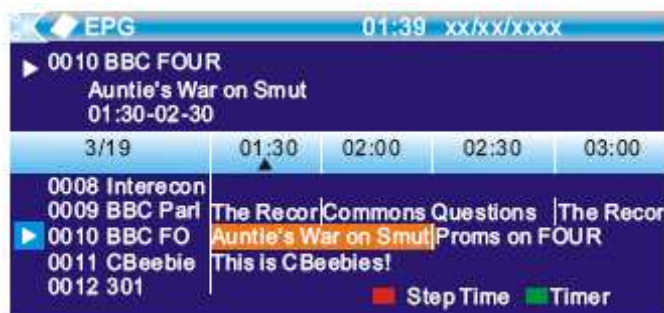 EPG 01:39 xx/xx/xxxx
0010 BBC FOUR
Auntie's War on Smut
01:30-02-30
3/19 01:30 02:00 02:30 03:00
0008 Interecon
0009 BBC Parl The Recor Commons Questions The Recor
0010 BBC FO Auntie's War on Smut Proms on FOUR
0011 CBeebie This is CBeebies!
0012 301
Step Time Timer